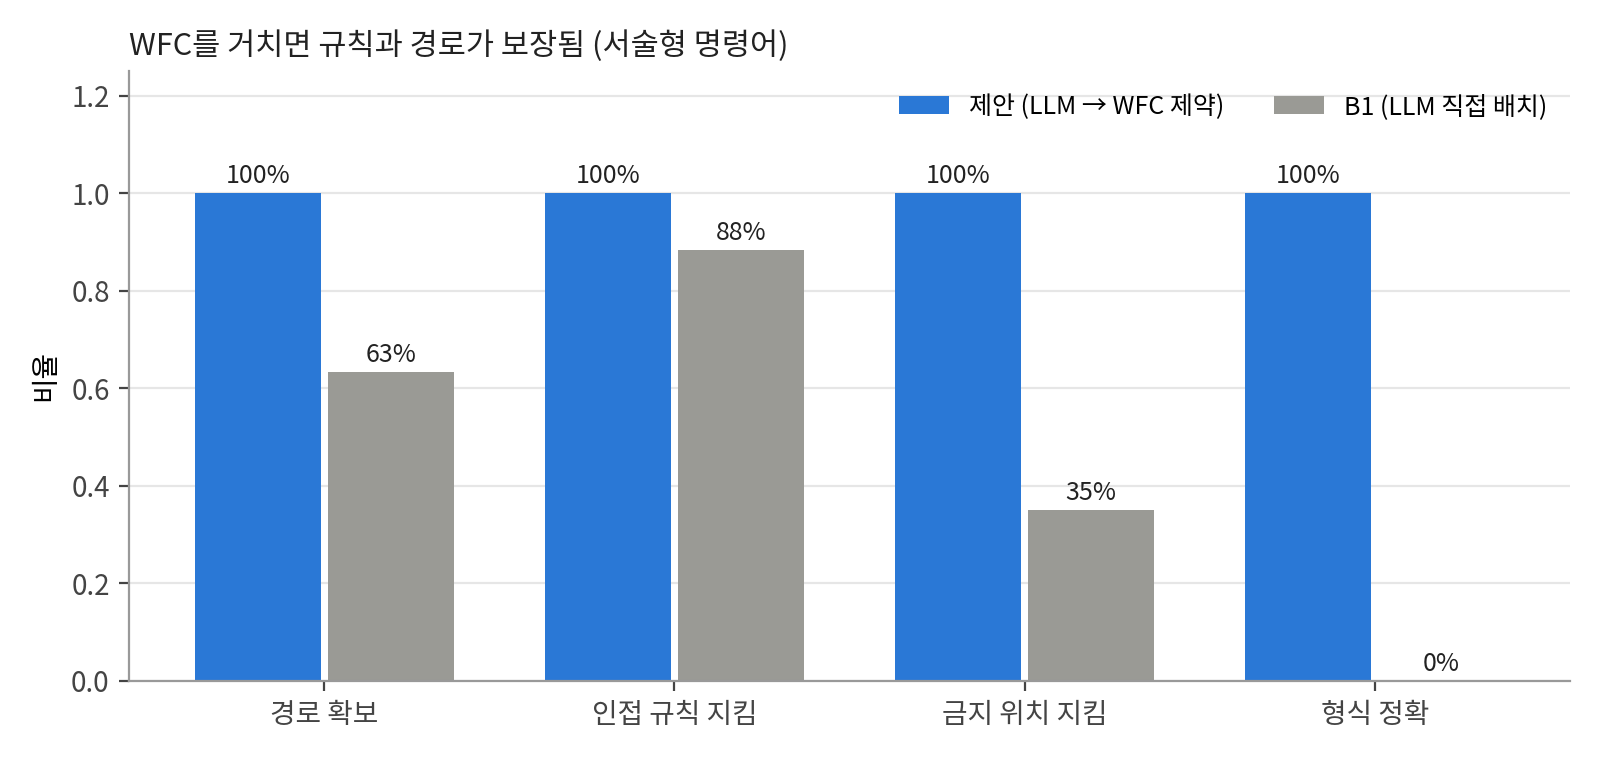 WFC를 거치면 규칙과 경로가 보장됨 (서술형 명령어)
제안 (LLM → WFC 제약) B1 (LLM 직접 배치)
비율
1.2
1.0
0.8
0.6
0.4
0.2
0.0
100% 63% 100% 88% 100% 35% 100% 0%
경로 확보 인접 규칙 지킴 금지 위치 지킴 형식 정확